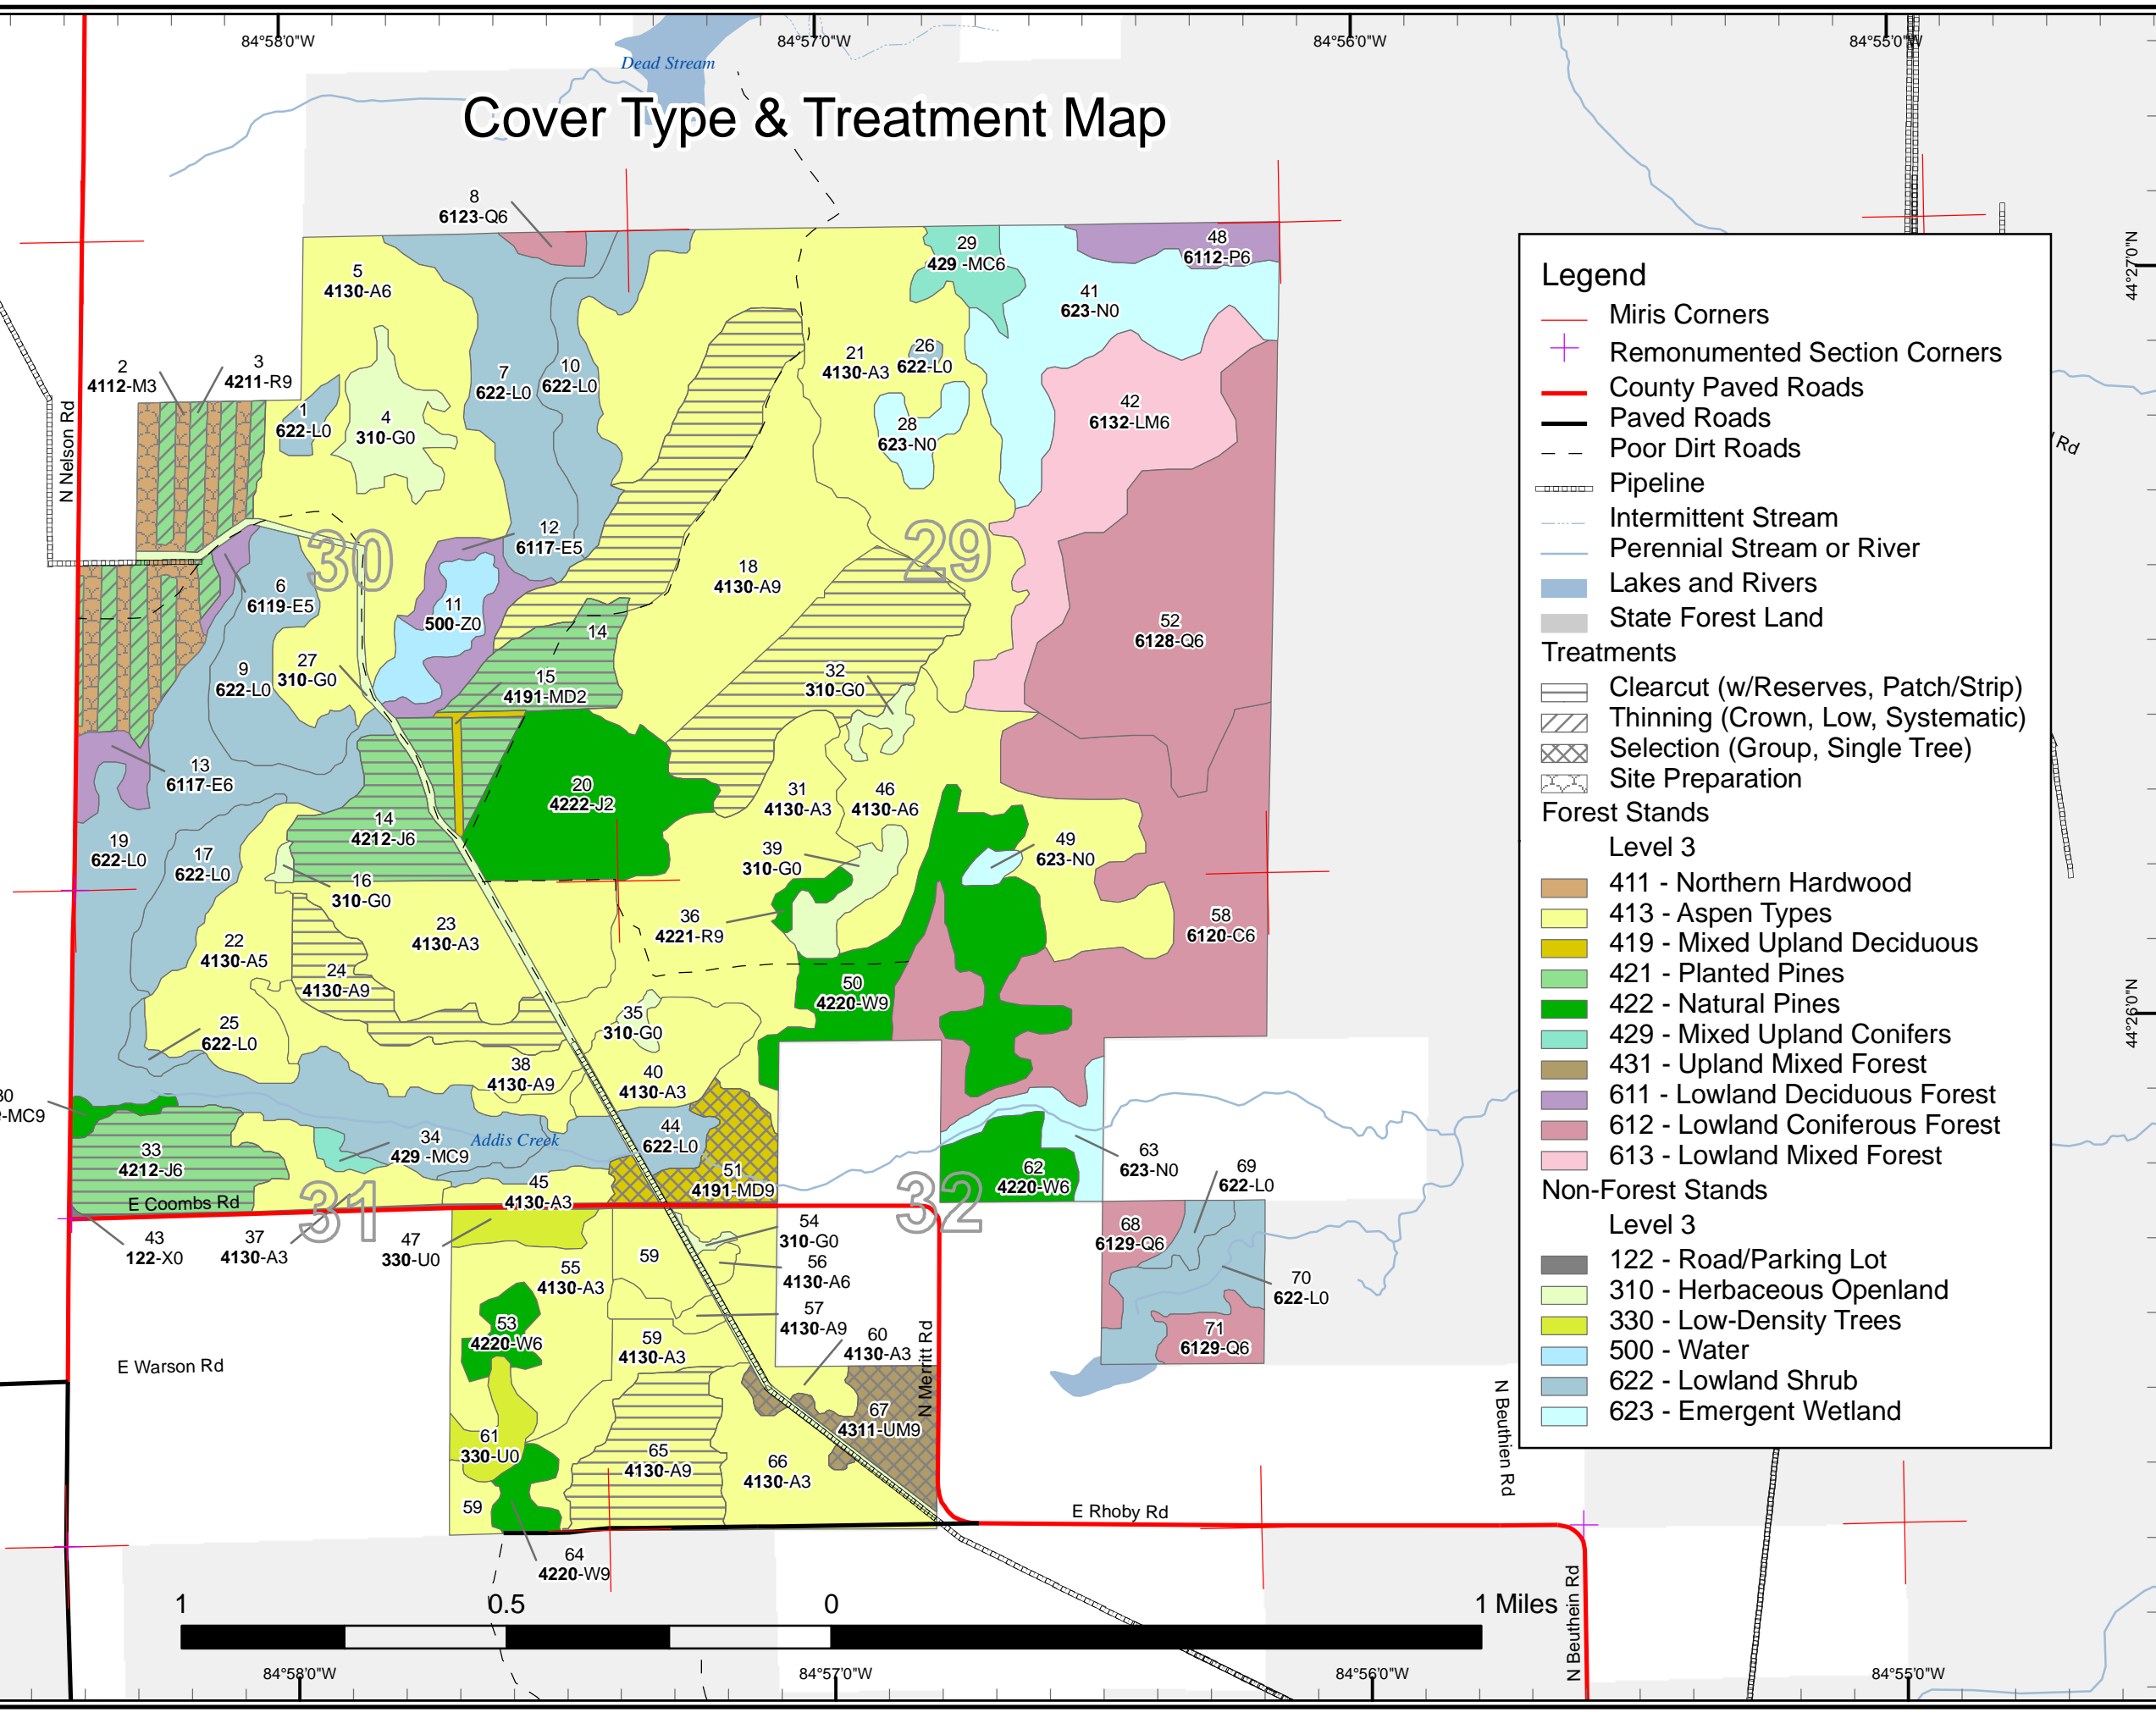 84°58'0"W
84°57'0"W
84°56'0"W
84°55'0"W
Dead Stream
Cover Type & Treatment Map
8
6123-Q6
5
4130-A6
29
429 -MC6
48
6112-P6
41
623-N0
44°27'0"N
2
4112-M3
3
4211-R9
1
622-L0
4
310-G0
7
622-L0
10
622-L0
21
4130-A3
26
622-L0
28
623-N0
42
6132-LM6
N Nelson Rd
Rd
12
6117-E5
30
29
6
6119-E5
11
500-Z0
18
4130-A9
14
52
6128-Q6
9
622-L0
27
310-G0
15
4191-MD2
32
310-G0
13
6117-E6
20
4222-J2
31
4130-A3
46
4130-A6
14
4212-J6
19
622-L0
17
622-L0
39
310-G0
49
623-N0
16
310-G0
36
4221-R9
58
6120-C6
22
4130-A5
23
4130-A3
24
4130-A9
50
4220-W9
25
622-L0
35
310-G0
44°26'0"N
38
4130-A9
40
4130-A3
-MC9
33
4212-J6
34
429 -MC9
Addis Creek
44
622-L0
51
4191-MD9
45
4130-A3
62
4220-W6
63
623-N0
69
622-L0
E Coombs Rd
31
32
43
122-X0
37
4130-A3
47
330-U0
54
310-G0
59
56
4130-A6
55
4130-A3
57
4130-A9
68
6129-Q6
70
622-L0
53
4220-W6
59
4130-A3
60
4130-A3
71
6129-Q6
E Warson Rd
N Merritt Rd
67
4311-UM9
61
330-U0
65
4130-A9
66
4130-A3
59
N Beuthien Rd
E Rhoby Rd
64
4220-W9
N Beuthein Rd
1
0.5
0
1 Miles
84°58'0"W
84°57'0"W
84°56'0"W
84°55'0"W
Legend
Miris Corners
Remonumented Section Corners
County Paved Roads
Paved Roads
Poor Dirt Roads
Pipeline
Intermittent Stream
Perennial Stream or River
Lakes and Rivers
State Forest Land
Treatments
Clearcut (w/Reserves, Patch/Strip)
Thinning (Crown, Low, Systematic)
Selection (Group, Single Tree)
Site Preparation
Forest Stands
Level 3
411 - Northern Hardwood
413 - Aspen Types
419 - Mixed Upland Deciduous
421 - Planted Pines
422 - Natural Pines
429 - Mixed Upland Conifers
431 - Upland Mixed Forest
611 - Lowland Deciduous Forest
612 - Lowland Coniferous Forest
613 - Lowland Mixed Forest
Non-Forest Stands
Level 3
122 - Road/Parking Lot
310 - Herbaceous Openland
330 - Low-Density Trees
500 - Water
622 - Lowland Shrub
623 - Emergent Wetland